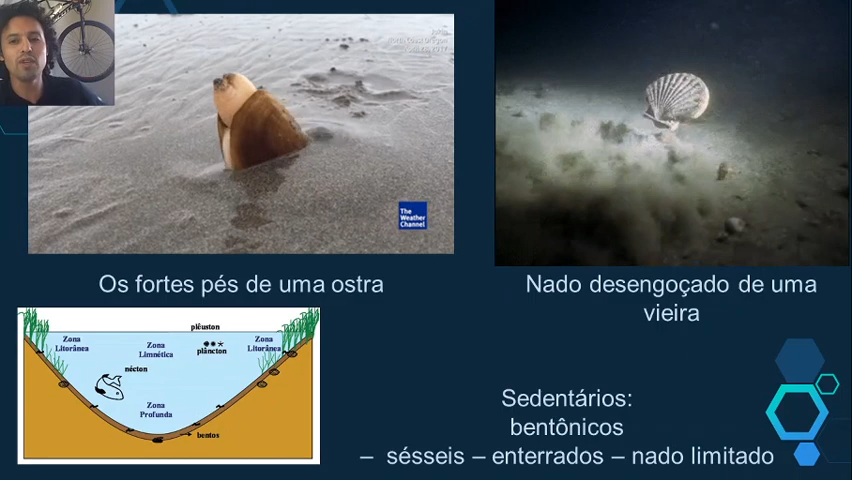 The
Weather
Channel
Os fortes pés de uma ostra
Nado desengoçado de uma
vieira
plêuston
Zona
Litorânea
Zona
Limnética
plâncton
Zona
Litorânea
nécton
Zona
Profunda
bentos
Sedentários:
bentônicos
– sésseis – enterrados – nado limitado